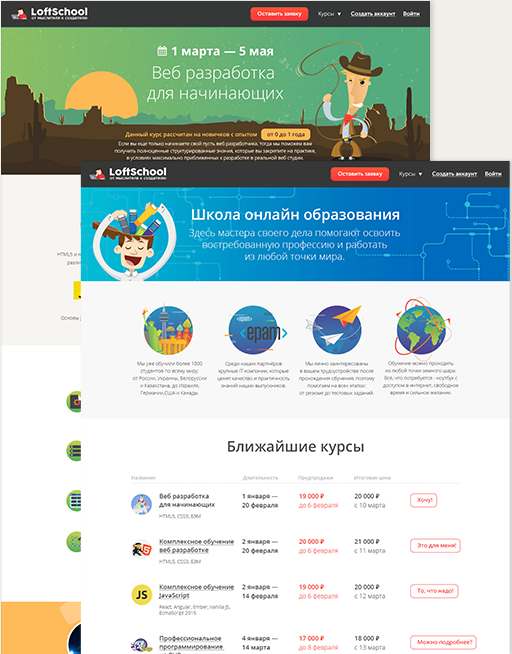 LoftSchool
от мыслителя к создателю
Оставить заявку
Курсы ▼
Создать аккаунт
Войти
1 марта — 5 мая
Веб разработка
для начинающих
Данный курс рассчитан на новичков с опытом
от 0 до 1 года
Если вы еще только начинаете свой путь веб разработчика, тогда мы поможем вам
получить полноценные структурированные знания, которые вы закрепите на практике,
в условиях максимально приближенных к разработке в реальной веб студии.
HTML5 и
разли
Основы
LoftSchool
от мыслителя к создателю
Оставить заявку
Курсы ▼
Создать аккаунт
Войти
Школа онлайн образования
Здесь мастера своего дела помогают освоить
востребованную профессию и работать
из любой точки мира.
<epam>
Мы уже обучили более 1000
студентов по всему миру:
от России, Украины, Белоруссии
и Казахстана, до Израиля,
Германии,США и Канады.
Среди наших партнёров
крупные IT компании, которые
ценят качество и практичность
знаний наших выпускников.
Мы лично заинтересованы
в вашем трудоустройстве после
прохождения обучения, поэтому
помогаем на всех этапах:
от резюме до тестовых заданий.
Обучение можно проходить
из любой точки земного шара.
Всё, что потребуется - ноутбук с
доступом в интернет, свободное
время и сильное желание.
Ближайшие курсы
Название
Длительность
Предпродажи
Итоговая цена
Веб разработка
для начинающих
HTML5, CSS3, БЭМ
1 января —
20 февраля
19 000 ₽
до 6 февраля
20 000 ₽
с 10 марта
Хочу!
Комплексное обучение
веб разработке
HTML5, CSS3, БЭМ
2 января —
20 февраля
20 000 ₽
до 6 февраля
21 000 ₽
с 11 марта
Это для меня!
JS
Комплексное обучение
JavaScript
React, Angular, Ember, Vanilla JS,
EcmaScript 2015
2 января —
14 февраля
19 000 ₽
до 6 февраля
20 000 ₽
с 12 марта
То, что надо!
Профессиональное
программирование
4 января —
14 марта
17 000 ₽
до 8 февраля
18 000 ₽
с 13 марта
Можно подробнее?